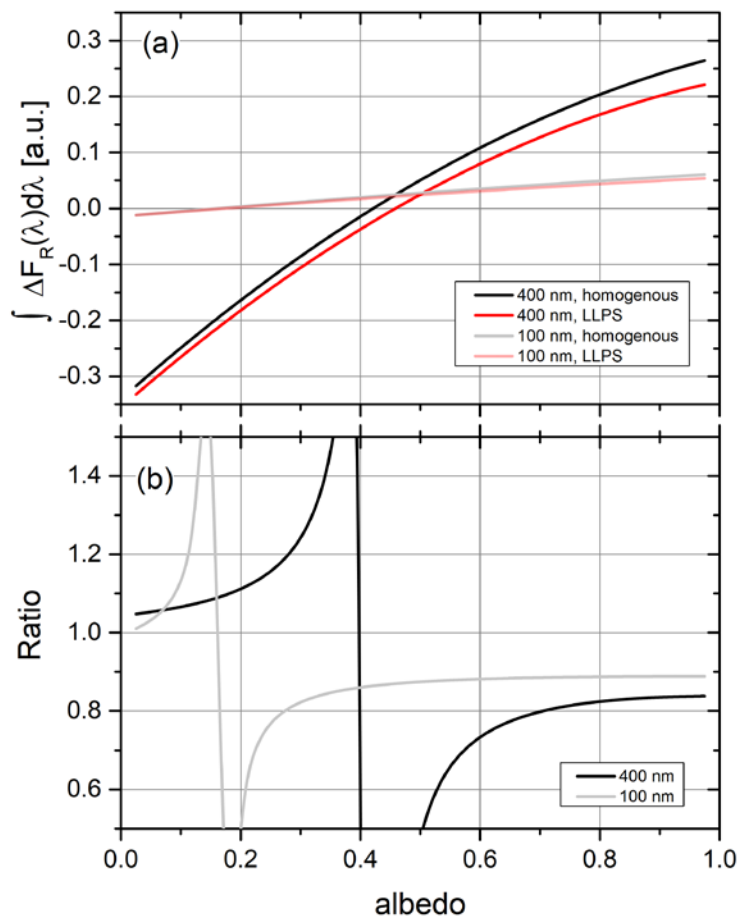 (a)
∫ ΔF_R(λ)dλ [a.u.]
0.3
0.2
0.1
0.0
-0.1
-0.2
-0.3
400 nm, homogenous
400 nm, LLPS
100 nm, homogenous
100 nm, LLPS
(b)
Ratio
1.4
1.2
1.0
0.8
0.6
400 nm
100 nm
0.0 0.2 0.4 0.6 0.8 1.0
albedo